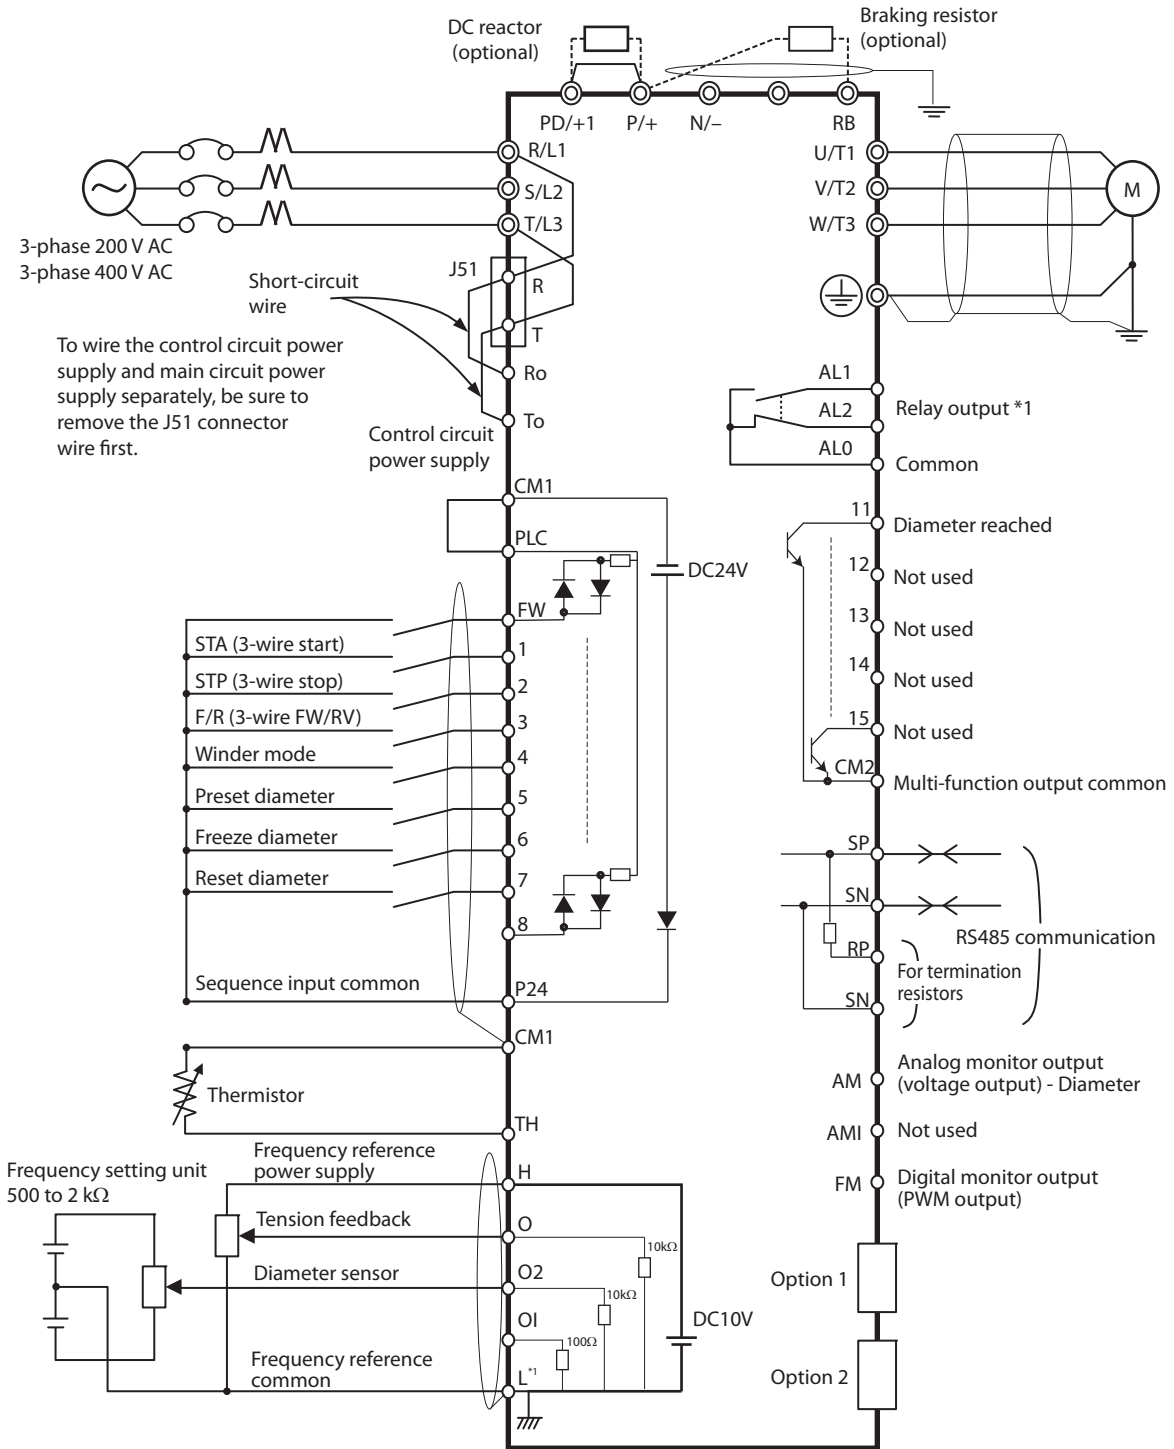 DC reactor
(optional)
Braking resistor
(optional)
PD/+1
P/+
N/–
RB
R/L1
S/L2
T/L3
U/T1
V/T2
W/T3
M
3-phase 200 V AC
3-phase 400 V AC
J51
R
T
Ro
To
Short-circuit
wire
To wire the control circuit power
supply and main circuit power
supply separately, be sure to
remove the J51 connector
wire first.
Control circuit
power supply
AL1
AL2
AL0
Relay output *1
Common
CM1
PLC
DC24V
FW
1
2
3
4
5
6
7
8
P24
CM1
TH
STA (3-wire start)
STP (3-wire stop)
F/R (3-wire FW/RV)
Winder mode
Preset diameter
Freeze diameter
Reset diameter
Sequence input common
Thermistor
11
Diameter reached
12
Not used
13
Not used
14
Not used
15
Not used
CM2
Multi-function output common
SP
SN
RP
SN
RS485 communication
For termination
resistors
AM
Analog monitor output
(voltage output) - Diameter
AMI
Not used
FM
Digital monitor output
(PWM output)
Frequency setting unit
500 to 2 kΩ
Frequency reference
power supply
H
Tension feedback
O
10kΩ
Diameter sensor
O2
10kΩ
OI
100Ω
DC10V
Frequency reference
common
L*1
Option 1
Option 2